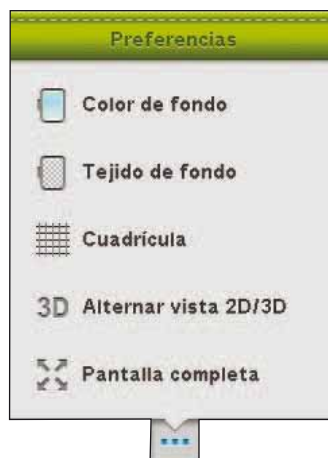 Preferencias
Color de fondo
Tejido de fondo
Cuadrícula
3D Alternar vista 2D/3D
Pantalla completa